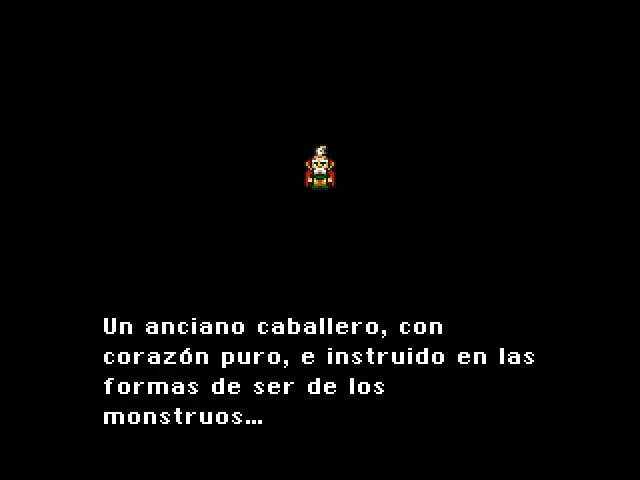 Un anciano caballero, con
corazón puro, e instruido en las
formas de ser de los
monstruos...